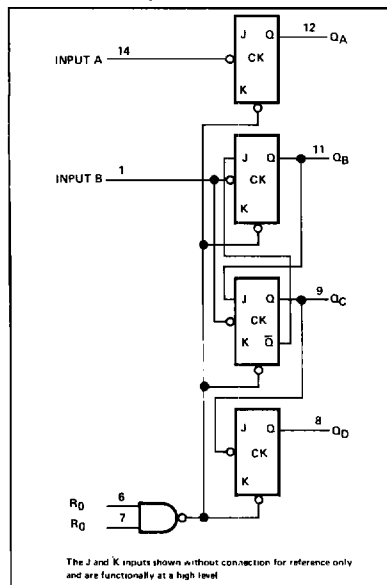 12
J Q
QA
14
INPUT A
CK
K
11
J Q
QB
1
INPUT B
CK
K
9
J Q
QC
CK
K Q̅
8
J Q
QD
CK
K
6
R0
7
R0
The J and K inputs shown without connection for reference only
and are functionally at a high level